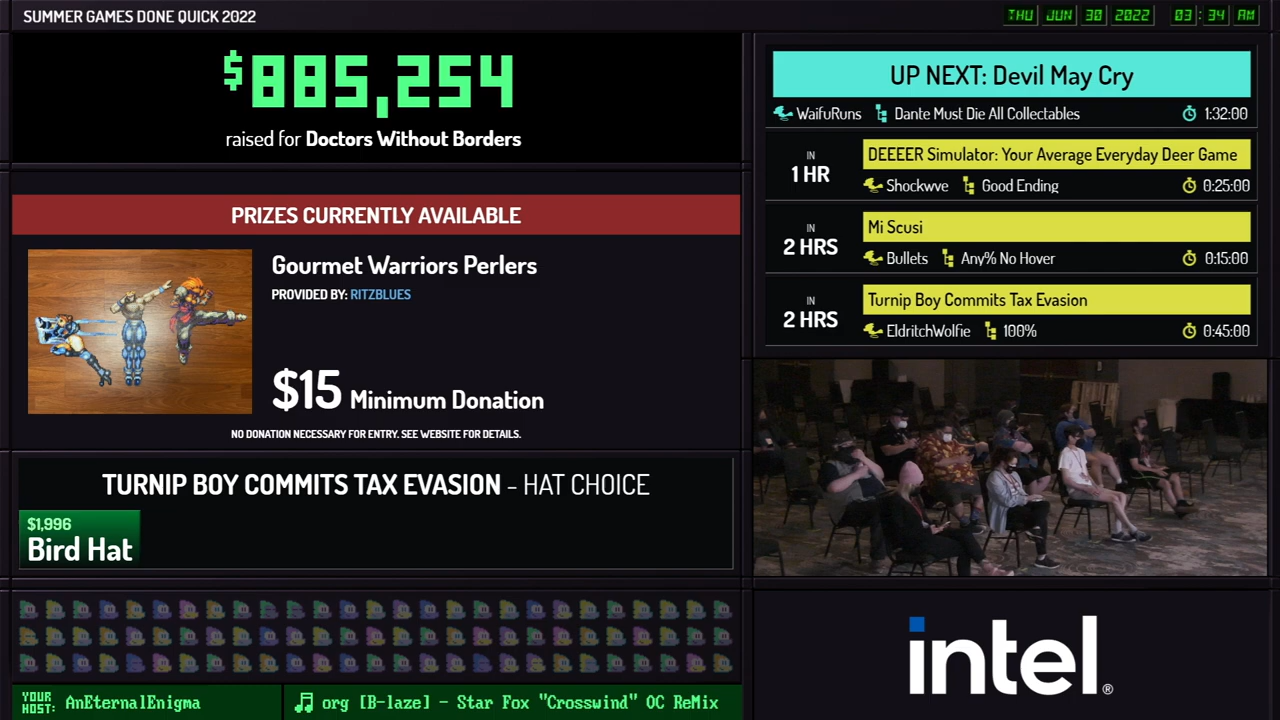 SUMMER GAMES DONE QUICK 2022
THU JUN 30 2022 03:34 AM
$885,254
raised for Doctors Without Borders
PRIZES CURRENTLY AVAILABLE
Gourmet Warriors Perlers
PROVIDED BY: RITZBLUES
$15 Minimum Donation
NO DONATION NECESSARY FOR ENTRY. SEE WEBSITE FOR DETAILS.
TURNIP BOY COMMITS TAX EVASION - HAT CHOICE
$1,996
Bird Hat
YOUR HOST: AnEternalEnigma
org [B-laze] - Star Fox "Crosswind" OC ReMix
UP NEXT: Devil May Cry
WaifuRuns Dante Must Die All Collectables 1:32:00
IN
1 HR
DEEEER Simulator: Your Average Everyday Deer Game
Shockwve Good Ending 0:25:00
IN
2 HRS
Mi Scusi
Bullets Any% No Hover 0:15:00
IN
2 HRS
Turnip Boy Commits Tax Evasion
EldritchWolfie 100% 0:45:00
intel®